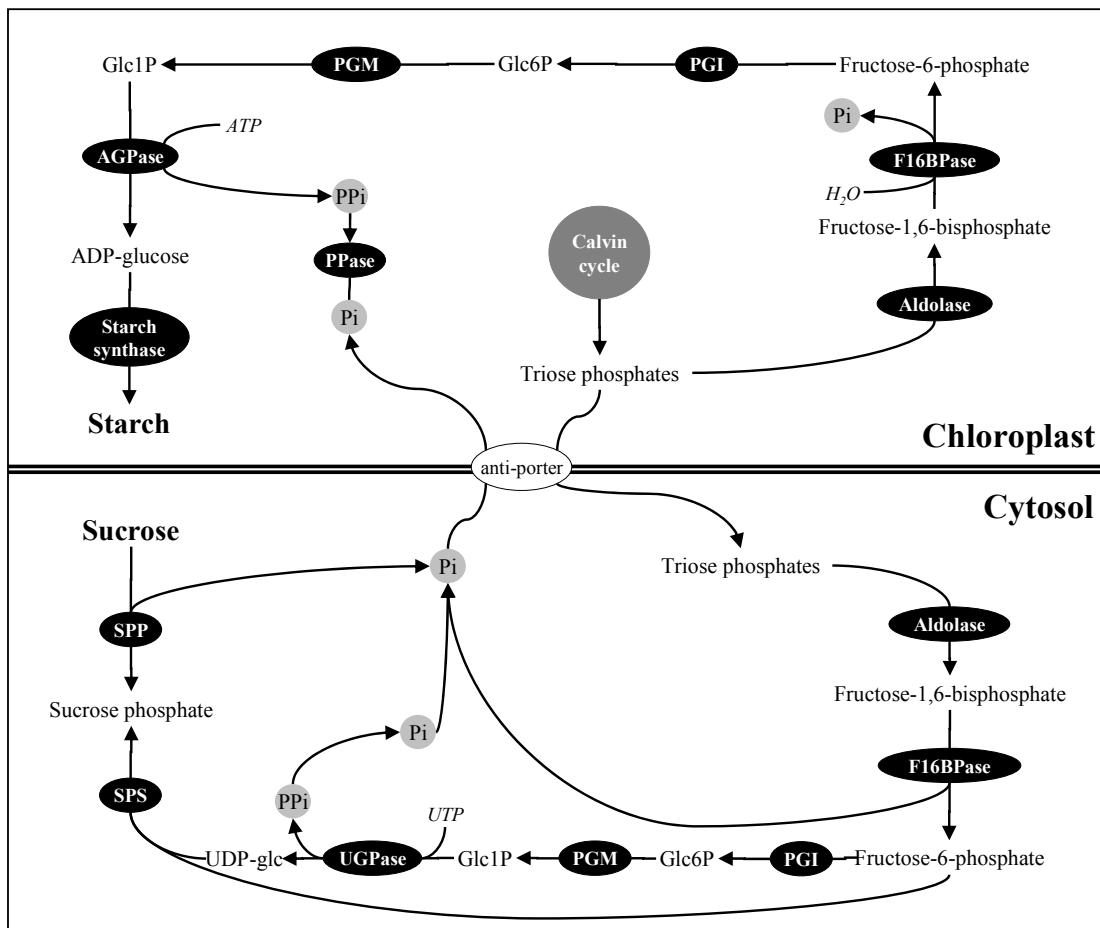 Glc1P
PGM
Glc6P
PGI
Fructose-6-phosphate
Pi
ATP
AGPase
F16BPase
PPi
H₂O
Fructose-1,6-bisphosphate
ADP-glucose
PPase
Calvin
cycle
Aldolase
Pi
Starch
synthase
Triose phosphates
Starch
Chloroplast
anti-porter
Cytosol
Sucrose
Pi
Triose phosphates
SPP
Aldolase
Sucrose phosphate
Fructose-1,6-bisphosphate
Pi
F16BPase
SPS
PPi
UTP
UDP-glc
UGPase
Glc1P
PGM
Glc6P
PGI
Fructose-6-phosphate